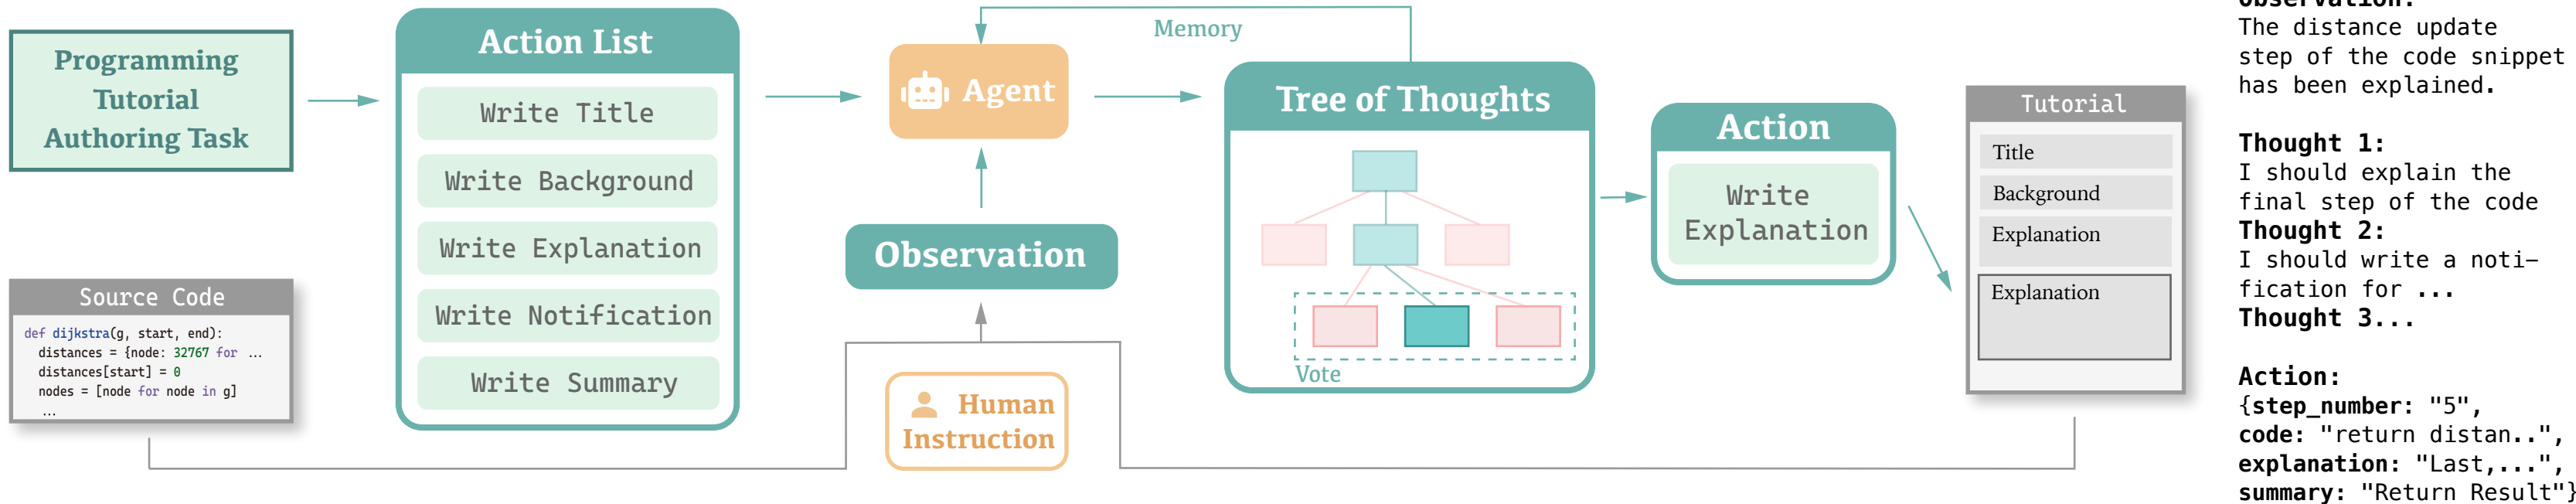 Programming
Tutorial
Authoring Task
Source Code
def dijkstra(g, start, end):
distances = {node: 32767 for ...
distances[start] = 0
nodes = [node for node in g]
...
Action List
Write Title
Write Background
Write Explanation
Write Notification
Write Summary
Agent
Memory
Observation
Human
Instruction
Tree of Thoughts
Vote
Action
Write
Explanation
Tutorial
Title
Background
Explanation
Explanation
Observation:
The distance update
step of the code snippet
has been explained.
Thought 1:
I should explain the
final step of the code
Thought 2:
I should write a noti-
fication for ...
Thought 3...
Action:
{step_number: "5",
code: "return distan..",
explanation: "Last,...",
summary: "Return Result"}